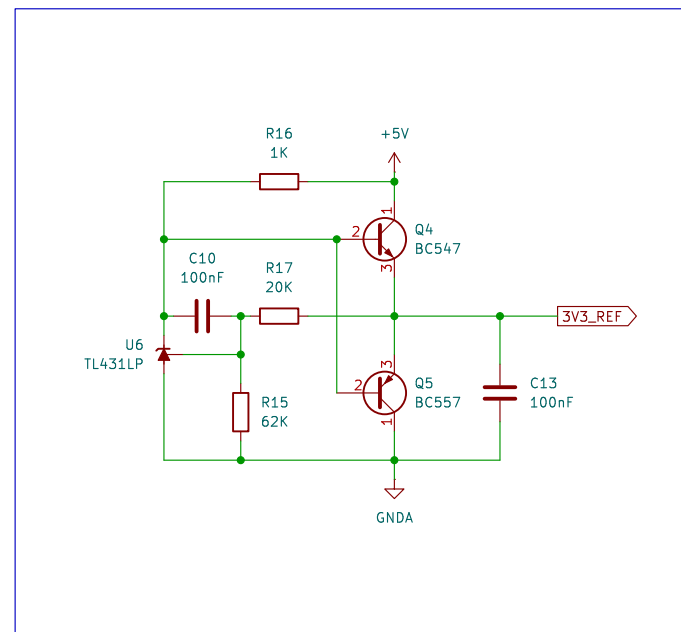 R16
1K
+5V
1
2
Q4
BC547
3
C10
100nF
R17
20K
3V3_REF
U6
TL431LP
3
2
Q5
BC557
1
C13
100nF
R15
62K
GNDA